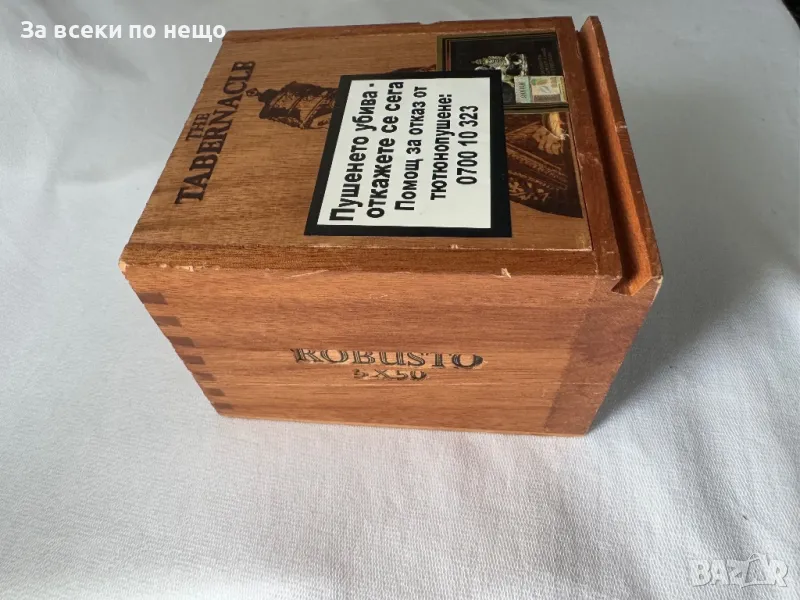 За всеки по нещо
THE
TABERNACLE
Пушенето убива -
откажете се сега
Помощ за отказ от
тютюнопушене:
0700 10 323
ROBUSTO
5X50
BAZAR